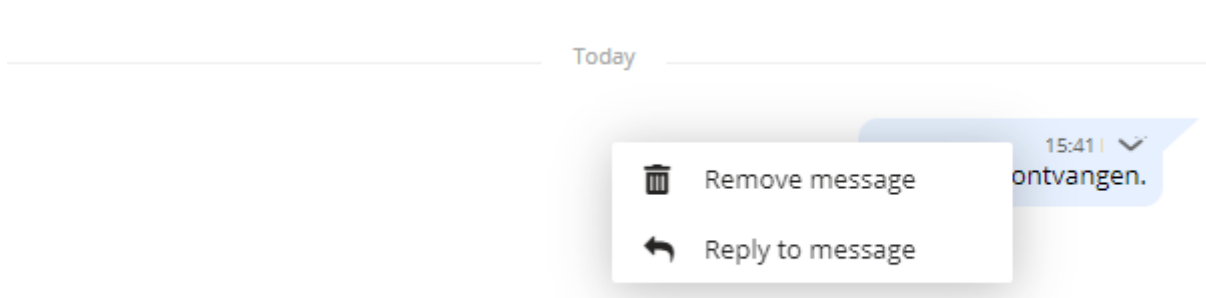 Today
15:41
Remove message
ontvangen.
Reply to message